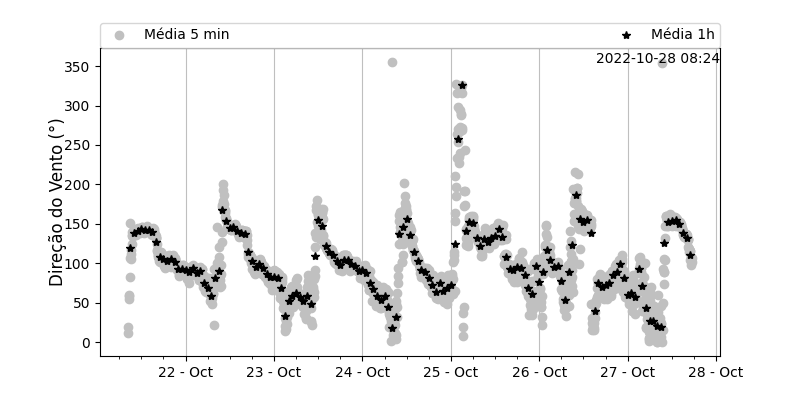 Média 5 min
Média 1h
2022-10-28 08:24
Direção do Vento (°)
350
300
250
200
150
100
50
0
22 - Oct
23 - Oct
24 - Oct
25 - Oct
26 - Oct
27 - Oct
28 - Oct